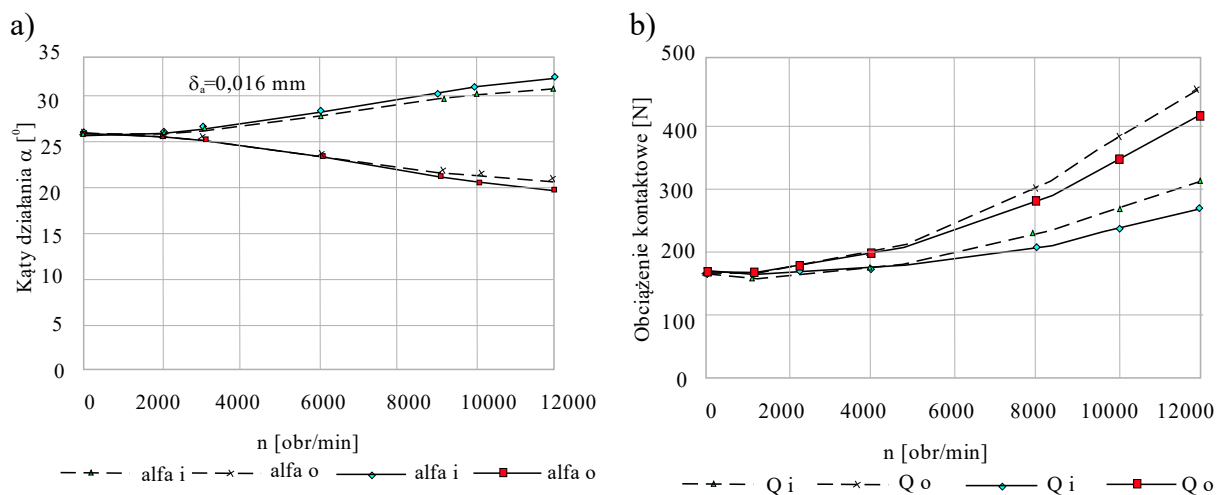 a)
Kąty działania α [⁰]
35
30
25
20
15
10
5
0
δₐ=0,016 mm
0 2000 4000 6000 8000 10000 12000
n [obr/min]
alfa i alfa o alfa i alfa o
b)
Obciążenie kontaktowe [N]
500
400
300
200
100
0
0 2000 4000 6000 8000 10000 12000
n [obr/min]
Q i Q o Q i Q o